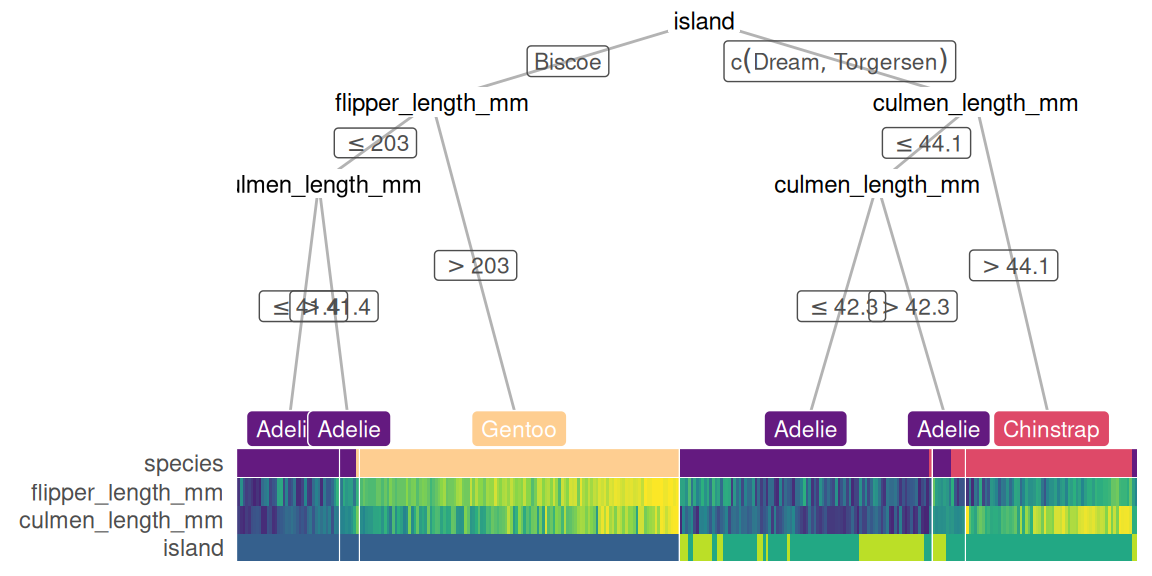 island
Biscoe
c(Dream, Torgersen)
flipper_length_mm
culmen_length_mm
≤ 203
≤ 44.1
ulmen_length_mm
culmen_length_mm
> 203
> 44.1
≤ 41.4
> 41.4
≤ 42.3
> 42.3
Adeli
Adelie
Gentoo
Adelie
Adelie
Chinstrap
species
flipper_length_mm
culmen_length_mm
island